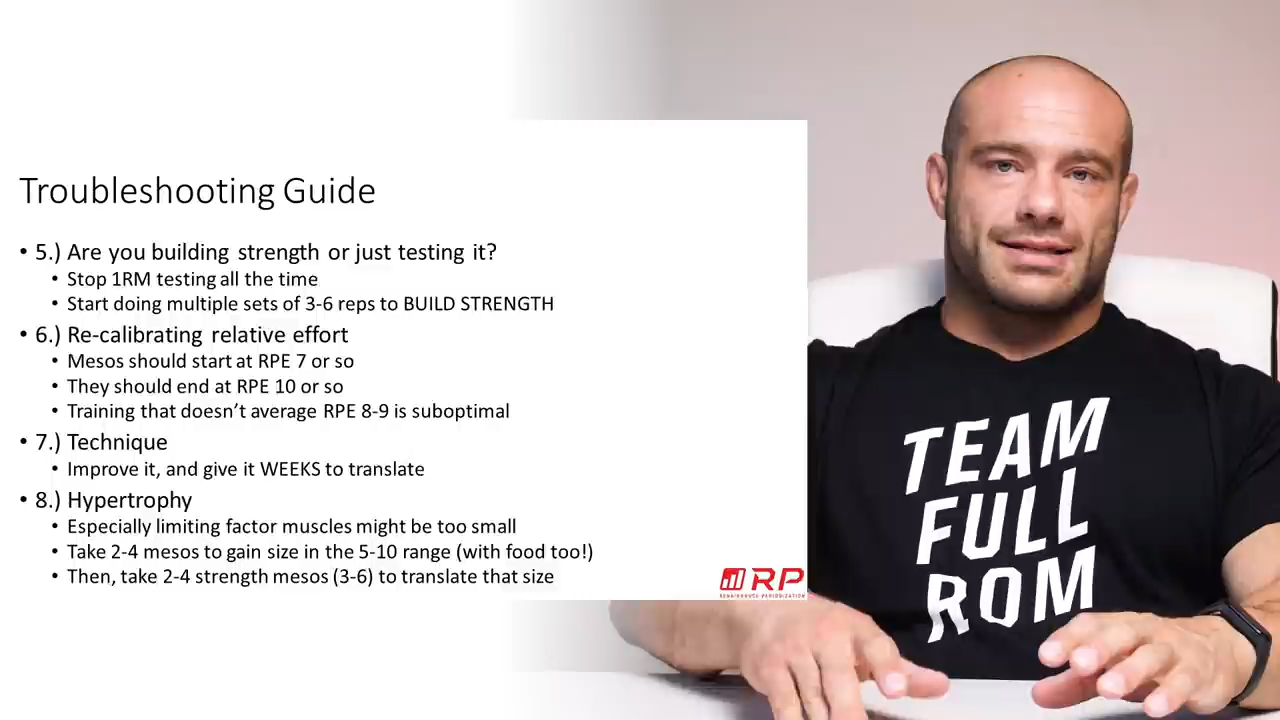 Troubleshooting Guide
• 5.) Are you building strength or just testing it?
• Stop 1RM testing all the time
• Start doing multiple sets of 3-6 reps to BUILD STRENGTH
• 6.) Re-calibrating relative effort
• Mesos should start at RPE 7 or so
• They should end at RPE 10 or so
• Training that doesn't average RPE 8-9 is suboptimal
• 7.) Technique
• Improve it, and give it WEEKS to translate
• 8.) Hypertrophy
• Especially limiting factor muscles might be too small
• Take 2-4 mesos to gain size in the 5-10 range (with food too!)
• Then, take 2-4 strength mesos (3-6) to translate that size
RP
RENAISSANCE PERIODIZATION
TEAM
FULL
ROM